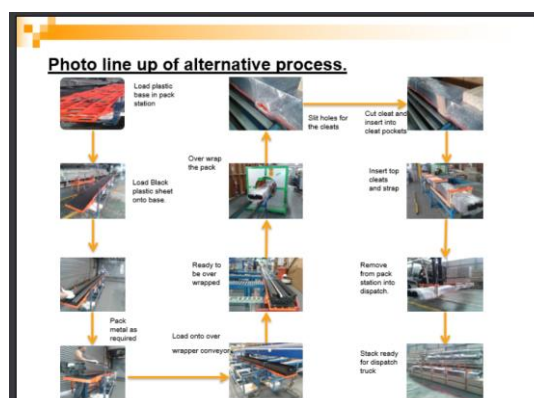 Photo line up of alternative process.
Load plastic
base in pack
station
Load Black
plastic sheet
onto base.
Pack
metal as
required
Load onto over
wrapper conveyor
Ready to
be over
wrapped
Over wrap
the pack
Slit holes for
the cleats
Cut cleat and
insert into
cleat pockets
Insert top
cleats
and strap
Remove
from pack
station into
dispatch.
Stack ready
for dispatch
truck